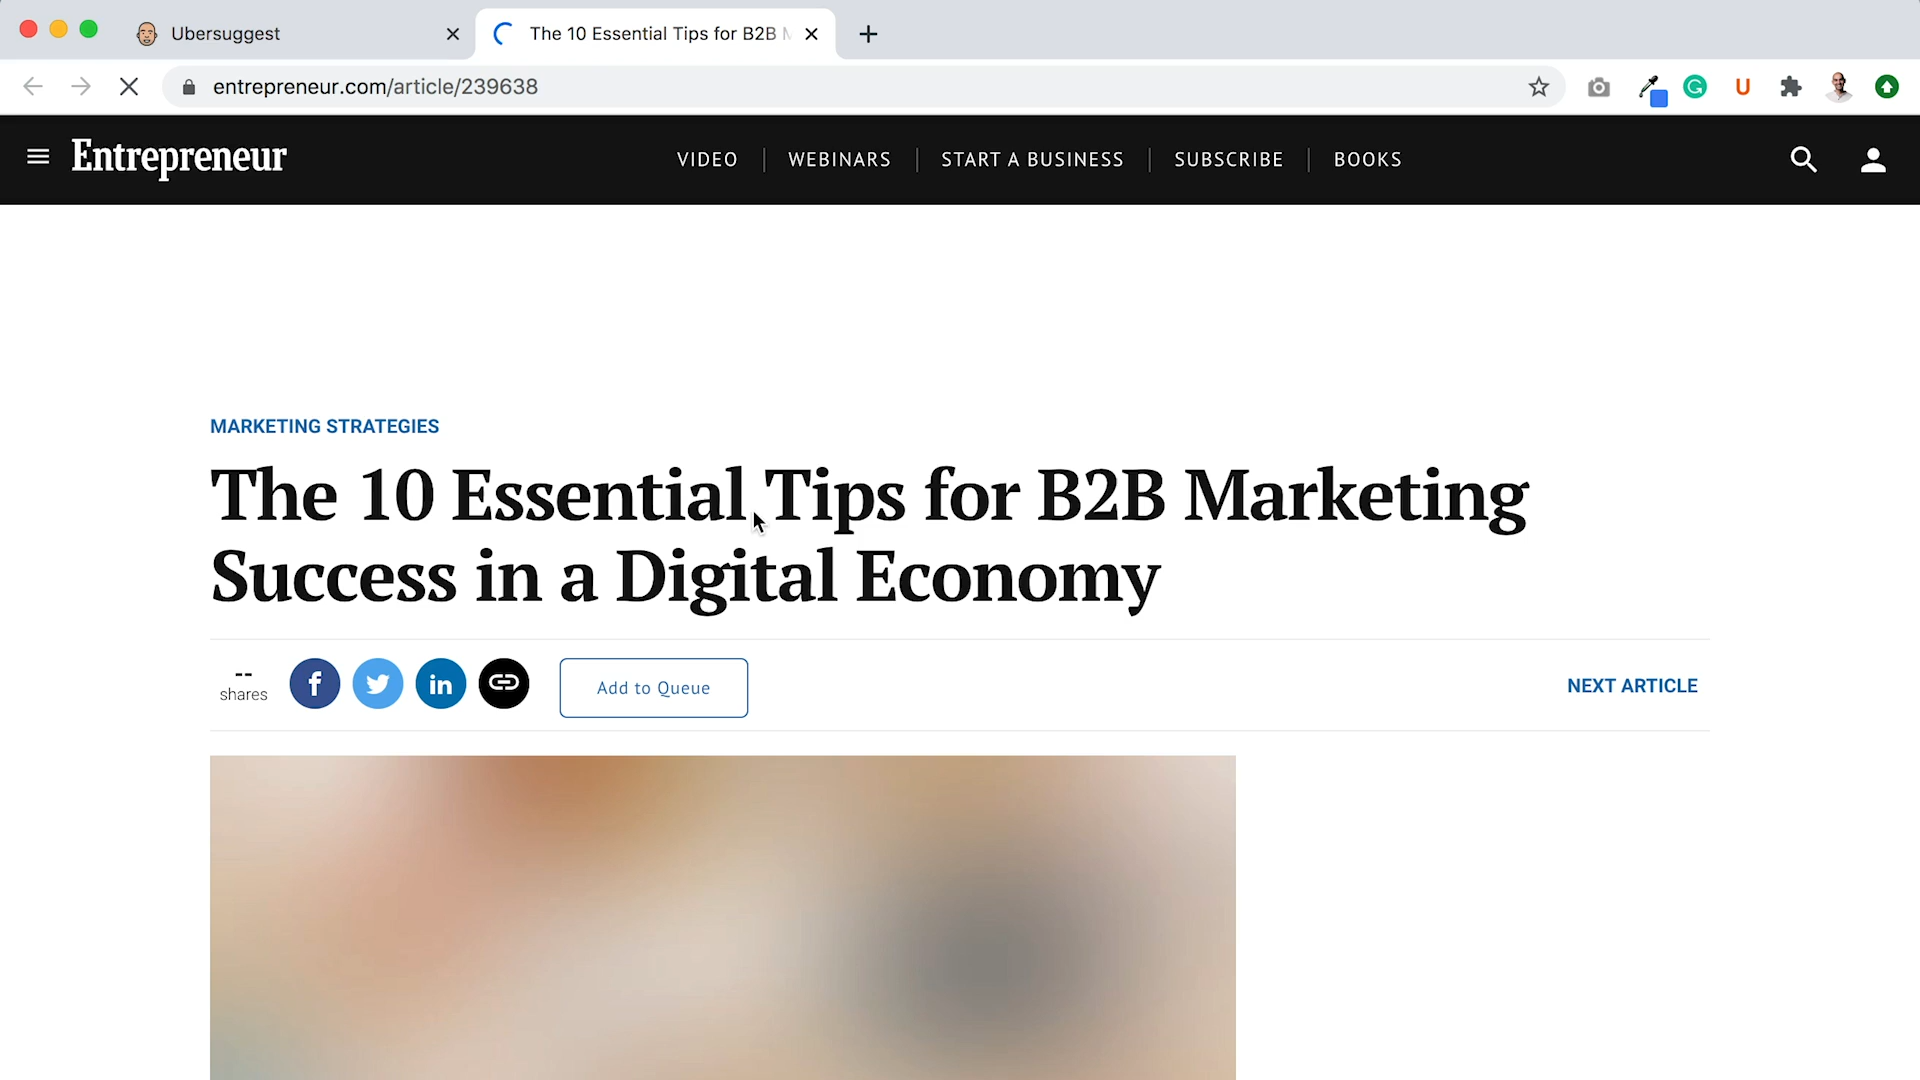 Ubersuggest
The 10 Essential Tips for B2B
entrepreneur.com/article/239638
Entrepreneur
VIDEO
WEBINARS
START A BUSINESS
SUBSCRIBE
BOOKS
MARKETING STRATEGIES
The 10 Essential Tips for B2B Marketing
Success in a Digital Economy
--
shares
Add to Queue
NEXT ARTICLE